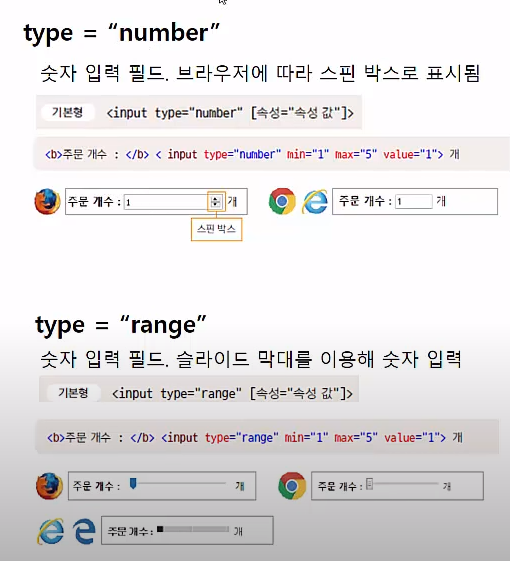 type = “number”
숫자 입력 필드. 브라우저에 따라 스핀 박스로 표시됨
기본형 <input type="number" [속성="속성 값"]>
<b>주문 개수 : </b> < input type="number" min="1" max="5" value="1"> 개
주문 개수 : 1 개 주문 개수 : 1 개
스핀 박스
type = “range”
숫자 입력 필드. 슬라이드 막대를 이용해 숫자 입력
기본형 <input type="range" [속성="속성 값"]>
<b>주문 개수 : </b> <input type="range" min="1" max="5" value="1"> 개
주문 개수 : 개 주문 개수 : 개
주문 개수 : 개